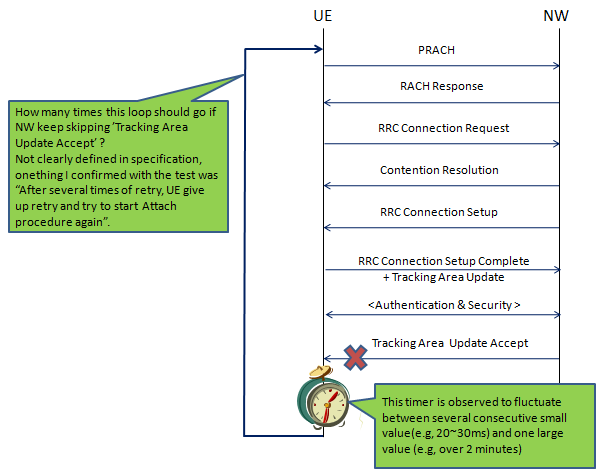 UE
NW
PRACH
RACH Response
RRC Connection Request
Contention Resolution
RRC Connection Setup
RRC Connection Setup Complete
+ Tracking Area Update
<Authentication & Security >
Tracking Area Update Accept
How many times this loop should go if
NW keep skipping 'Tracking Area
Update Accept' ?
Not clearly defined in specification,
onething I confirmed with the test was
"After several times of retry, UE give
up retry and try to start Attach
procedure again".
This timer is observed to fluctuate
between several consecutive small
value(e.g, 20~30ms) and one large
value (e.g, over 2 minutes)